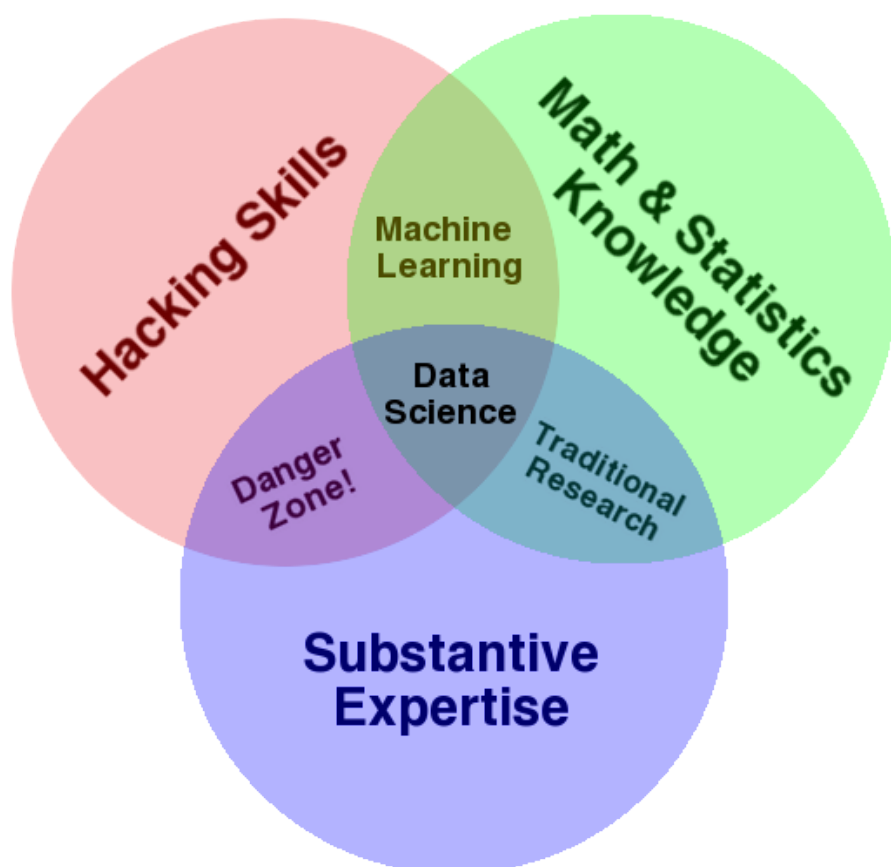 Hacking Skills
Math & Statistics
Knowledge
Machine
Learning
Data
Science
Danger
Zone!
Traditional
Research
Substantive
Expertise